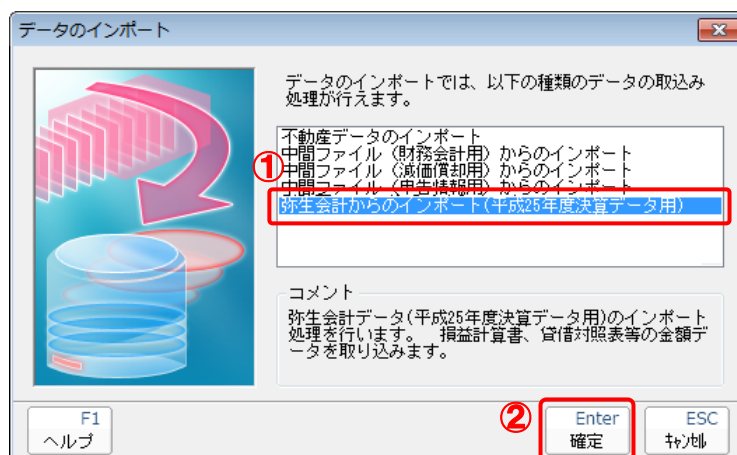 データのインポート
データのインポートでは、以下の種類のデータの取込み
処理が行えます。
不動産データのインポート
中間ファイル（財務会計用）からのインポート
①
中間ファイル（減価償却用）からのインポート
中間ファイル（申告情報用）からのインポート
弥生会計からのインポート(平成25年度決算データ用)
コメント
弥生会計データ(平成25年度決算データ用)のインポート
処理を行います。　損益計算書、貸借対照表等の金額デ
ータを取り込みます。
②
F1
ヘルプ
Enter
確定
ESC
ｷｬﾝｾﾙ